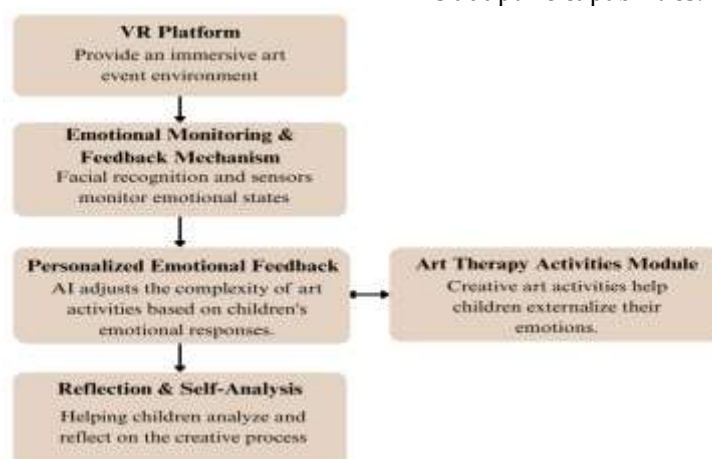 VR Platform
Provide an immersive art
event environment
Emotional Monitoring &
Feedback Mechanism
Facial recognition and sensors
monitor emotional states
Personalized Emotional Feedback
AI adjusts the complexity of art
activities based on children's
emotional responses.
Art Therapy Activities Module
Creative art activities help
children externalize their
emotions.
Reflection & Self-Analysis
Helping children analyze and
reflect on the creative process